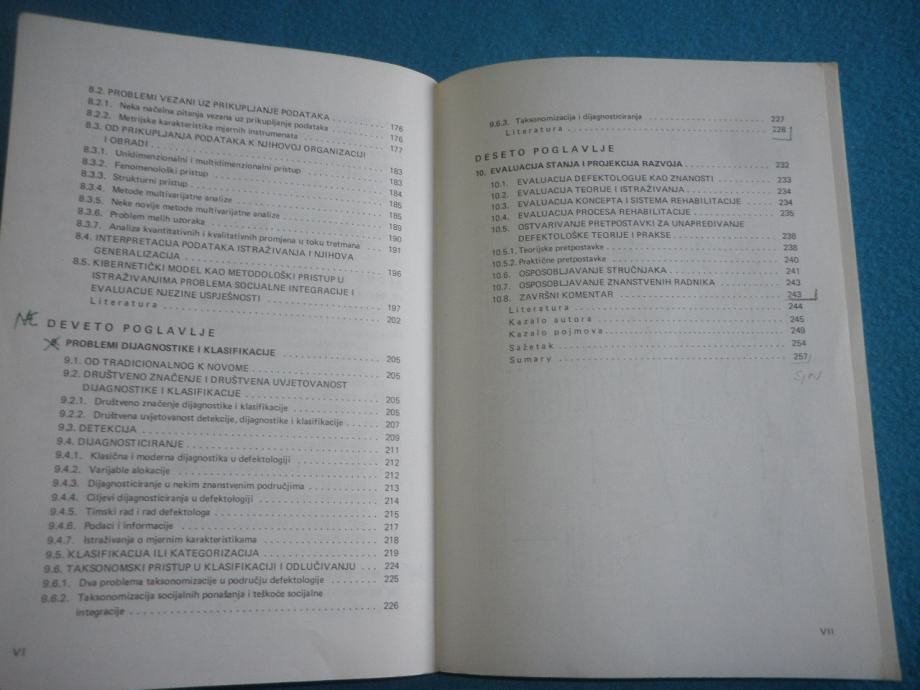 8.2. PROBLEMI VEZANI UZ PRIKUPLJANJE PODATAKA . . . . . . . . . 176
8.2.1. Neka načelna pitanja vezana uz prikupljanje podataka . . . . . . . . . 176
8.2.2. Metrijske karakteristike mjernih instrumenata . . . . . . . . . 177
8.3. OD PRIKUPLJANJA PODATAKA K NJIHOVOJ ORGANIZACIJI
I OBRADI . . . . . . . . . 183
8.3.1. Unidimenzionalni i multidimenzionalni pristup . . . . . . . . . 183
8.3.2. Fenomenološki pristup . . . . . . . . . 184
8.3.3. Strukturni pristup . . . . . . . . . 185
8.3.4. Metode multivarijatne analize . . . . . . . . . 185
8.3.5. Neke novije metode multivarijatne analize . . . . . . . . . 189
8.3.6. Problem malih uzoraka . . . . . . . . . 190
8.3.7. Analiza kvantitativnih i kvalitativnih promjena u toku tretmana 191
8.4. INTERPRETACIJA PODATAKA ISTRAŽIVANJA I NJIHOVA
GENERALIZACIJA . . . . . . . . . 196
8.5. KIBERNETIČKI MODEL KAO METODOLOŠKI PRISTUP U
ISTRAŽIVANJIMA PROBLEMA SOCIJALNE INTEGRACIJE I
EVALUACIJE NJEZINE USPJEŠNOSTI . . . . . . . . . 197
Literatura . . . . . . . . . 202
NE
DEVETO POGLAVLJE
PROBLEMI DIJAGNOSTIKE I KLASIFIKACIJE . . . . . . . . . 205
9.1. OD TRADICIONALNOG K NOVOME . . . . . . . . . 205
9.2. DRUŠTVENO ZNAČENJE I DRUŠTVENA UVJETOVANOST
DIJAGNOSTIKE I KLASIFIKACIJE . . . . . . . . . 205
9.2.1. Društveno značenje dijagnostike i klasifikacije . . . . . . . . . 205
9.2.2. Društvena uvjetovanost detekcije, dijagnostike i klasifikacije . . . . . 207
9.3. DETEKCIJA . . . . . . . . . 209
9.4. DIJAGNOSTICIRANJE . . . . . . . . . 211
9.4.1. Klasična i moderna dijagnostika u defektologiji . . . . . . . . . 212
9.4.2. Varijable alokacije . . . . . . . . . 212
9.4.3. Dijagnosticiranje u nekim znanstvenim područjima . . . . . . . . . 213
9.4.4. Ciljevi dijagnosticiranja u defektologiji . . . . . . . . . 214
9.4.5. Timski rad i rad defektologa . . . . . . . . . 215
9.4.6. Podaci i informacije . . . . . . . . . 217
9.4.7. Istraživanja o mjernim karakteristikama . . . . . . . . . 218
9.5. KLASIFIKACIJA ILI KATEGORIZACIJA . . . . . . . . . 219
9.6. TAKSONOMSKI PRISTUP U KLASIFIKACIJI I ODLUČIVANJU . . . 224
9.6.1. Dva problema taksonomizacije u području defektologije . . . . . . . . . 225
9.6.2. Taksonomizacija socijalnih ponašanja i teškoće socijalne
integracije . . . . . . . . . 226
VI
9.6.3. Taksonomizacija i dijagnosticiranja 227
Literatura . . . . . . . . . 228
DESETO POGLAVLJE
10. EVALUACIJA STANJA I PROJEKCIJA RAZVOJA . . . . . . . . . 232
10.1. EVALUACIJA DEFEKTOLOGIJE KAO ZNANOSTI . . . . . . . . . 233
10.2. EVALUACIJA TEORIJE I ISTRAŽIVANJA . . . . . . . . . 234
10.3. EVALUACIJA KONCEPTA I SISTEMA REHABILITACIJE . . . . . 234
10.4. EVALUACIJA PROCESA REHABILITACIJE . . . . . . . . . 235
10.5. OSTVARIVANJE PRETPOSTAVKI ZA UNAPREĐIVANJE
DEFEKTOLOŠKE TEORIJE I PRAKSE . . . . . . . . . 238
10.5.1. Teorijske pretpostavke . . . . . . . . . 238
10.5.2. Praktične pretpostavke . . . . . . . . . 240
10.6. OSPOSOBLJAVANJE STRUČNJAKA . . . . . . . . . 241
10.7. OSPOSOBLJAVANJE ZNANSTVENIH RADNIKA . . . . . . . . . 243
10.8. ZAVRŠNI KOMENTAR . . . . . . . . . 243
Literatura . . . . . . . . . 244
Kazalo autora . . . . . . . . . 245
Kazalo pojmova . . . . . . . . . 249
Sažetak . . . . . . . . . 254
Sumary . . . . . . . . . 257
VII